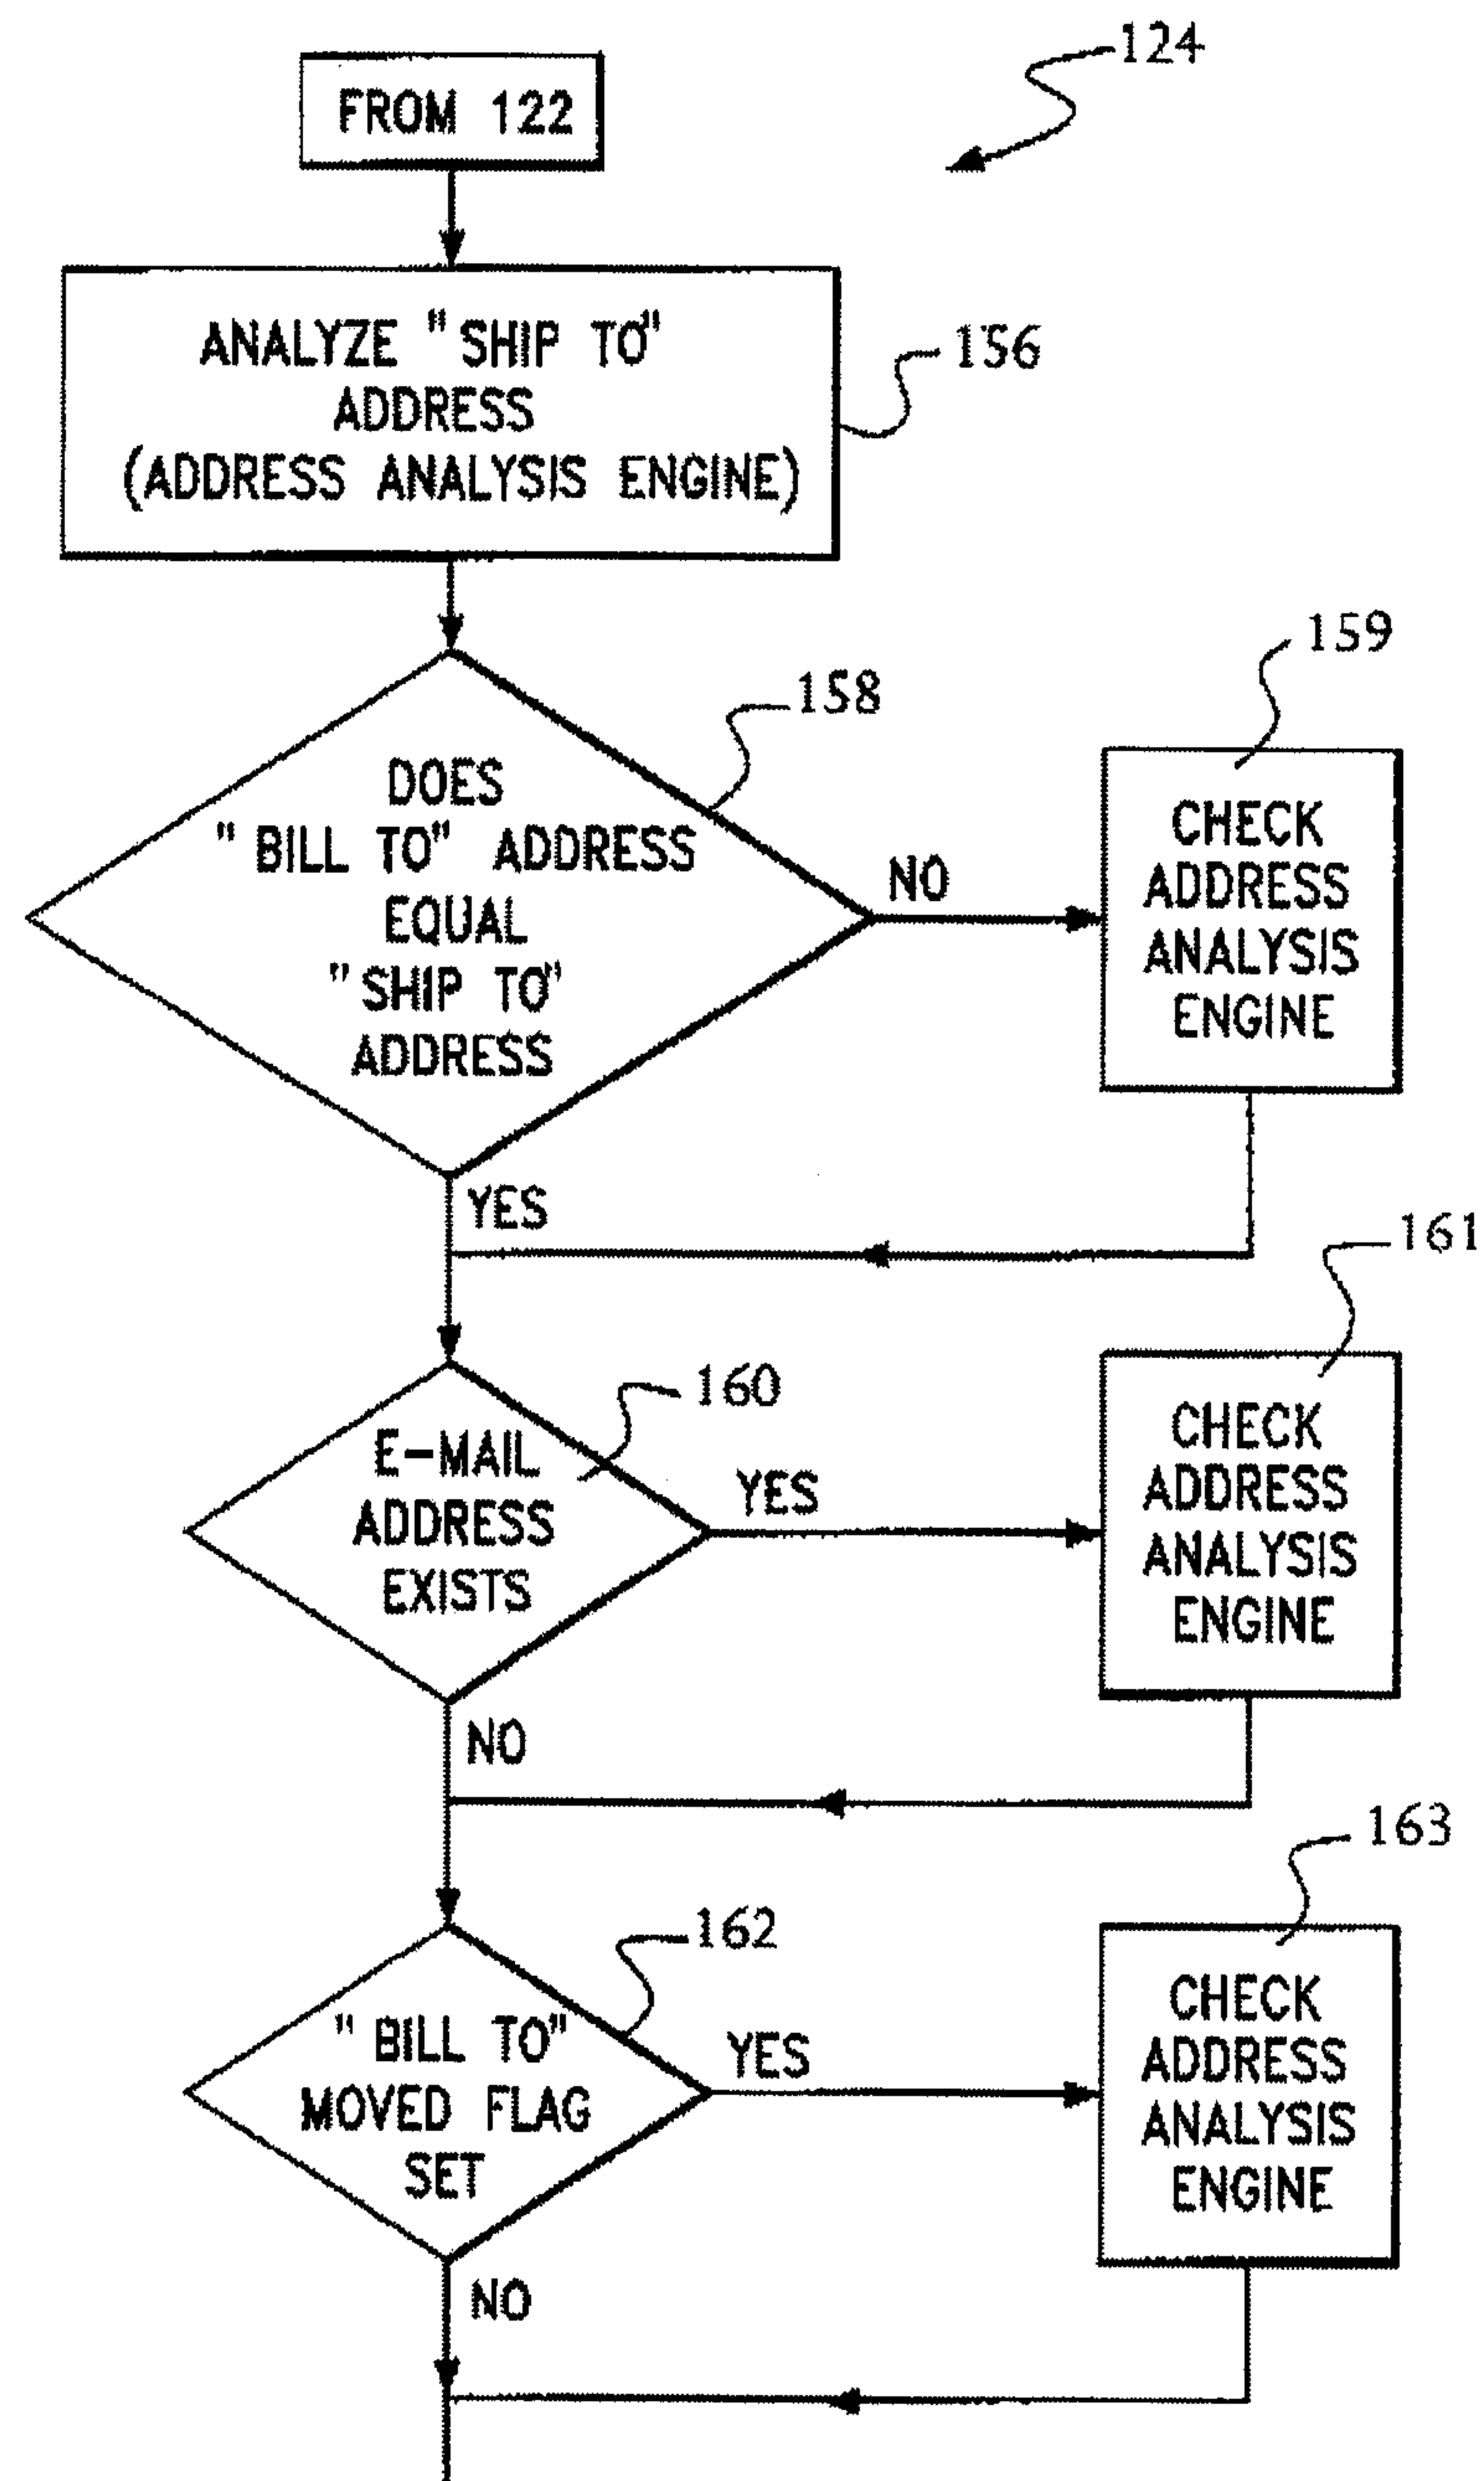 124
FROM 122
ANALYZE "SHIP TO"
ADDRESS
(ADDRESS ANALYSIS ENGINE)
156
158
DOES
"BILL TO" ADDRESS
EQUAL
"SHIP TO"
ADDRESS
NO
YES
159
CHECK
ADDRESS
ANALYSIS
ENGINE
160
E-MAIL
ADDRESS
EXISTS
YES
NO
161
CHECK
ADDRESS
ANALYSIS
ENGINE
162
"BILL TO"
MOVED FLAG
SET
YES
NO
163
CHECK
ADDRESS
ANALYSIS
ENGINE